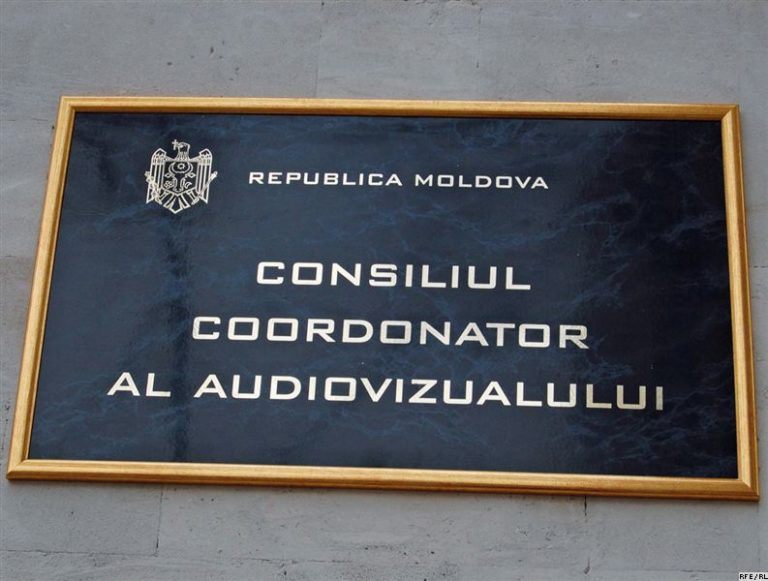 REPUBLICA MOLDOVA
CONSILIUL
COORDONATOR
AL AUDIOVIZUALULUI
RFE/RL